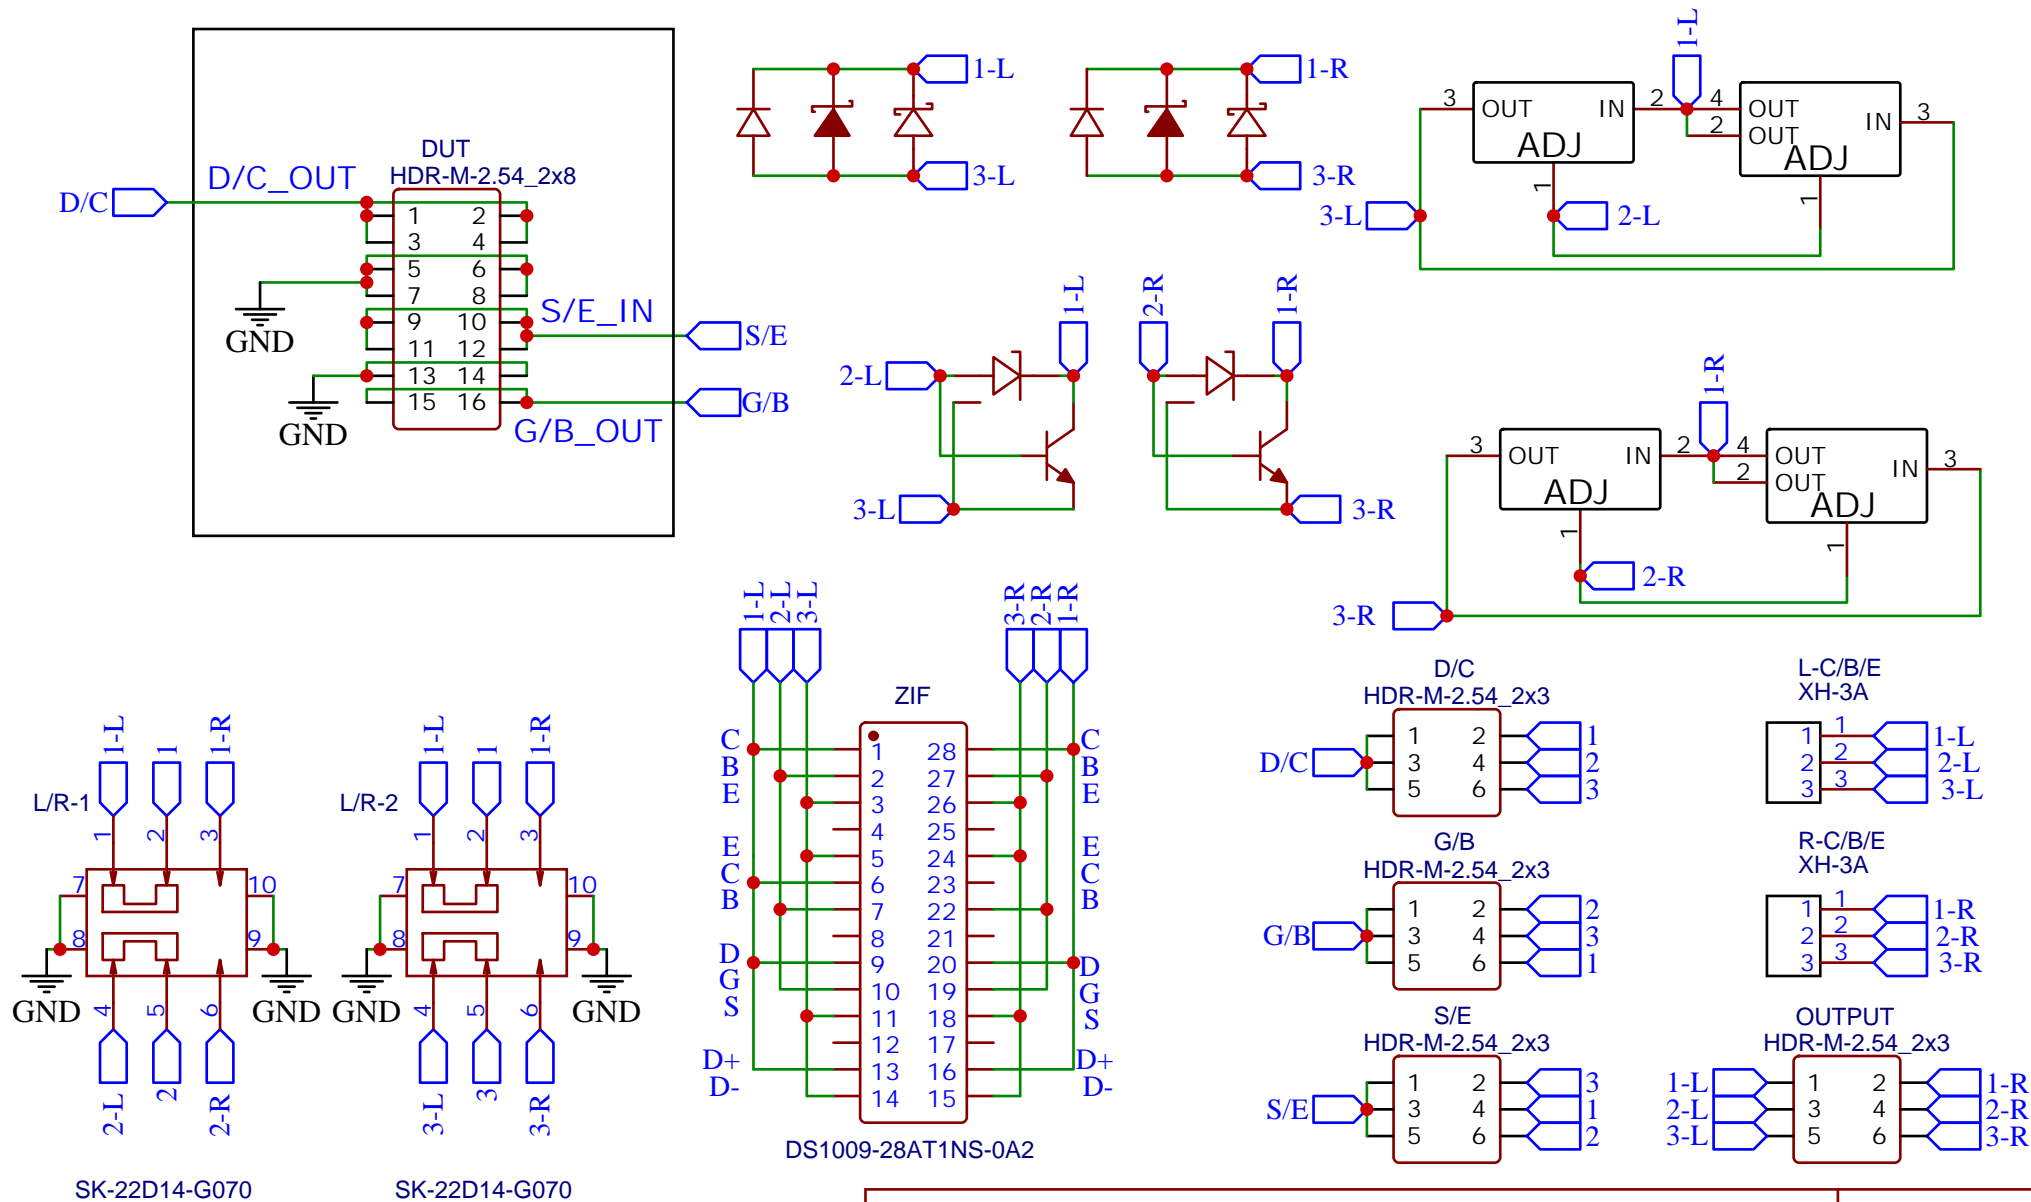 DUT
HDR-M-2.54_2x8
D/C_OUT
D/C
1 2
3 4
5 6
7 8
9 10
11 12
13 14
15 16
GND
GND
S/E_IN
S/E
G/B
G/B_OUT
1-L
3-L
1-R
3-R
1-L
3 OUT IN 2 4 OUT IN 3
2 OUT
ADJ ADJ
1 1
3-L
2-L
2-L
1-L
3-L
2-R
1-R
3-R
1-R
3 OUT IN 2 4 OUT IN 3
2 OUT
ADJ ADJ
1 1
2-R
3-R
L/R-1
1-L 1 1-R
1 2 3
7 10
8 9
GND GND
4 5 6
2-L 2 2-R
SK-22D14-G070
L/R-2
1-L 1 1-R
1 2 3
7 10
8 9
GND GND
4 5 6
3-L 3 3-R
SK-22D14-G070
1-L 2-L 3-L 3-R 2-R 1-R
ZIF
C 1 28 C
B 2 27 B
E 3 26 E
4 25
E 5 24 E
C 6 23 C
B 7 22 B
8 21
D 9 20 D
G 10 19 G
S 11 18 S
12 17
D+ 13 16 D+
D- 14 15 D-
DS1009-28AT1NS-0A2
D/C
HDR-M-2.54_2x3
1 2 1
D/C 3 4 2
5 6 3
G/B
HDR-M-2.54_2x3
1 2 2
G/B 3 4 3
5 6 1
S/E
HDR-M-2.54_2x3
1 2 3
S/E 3 4 1
5 6 2
L-C/B/E
XH-3A
1 1 1-L
2 2 2-L
3 3 3-L
R-C/B/E
XH-3A
1 1 1-R
2 2 2-R
3 3 3-R
OUTPUT
HDR-M-2.54_2x3
1-L 1 2 1-R
2-L 3 4 2-R
3-L 5 6 3-R